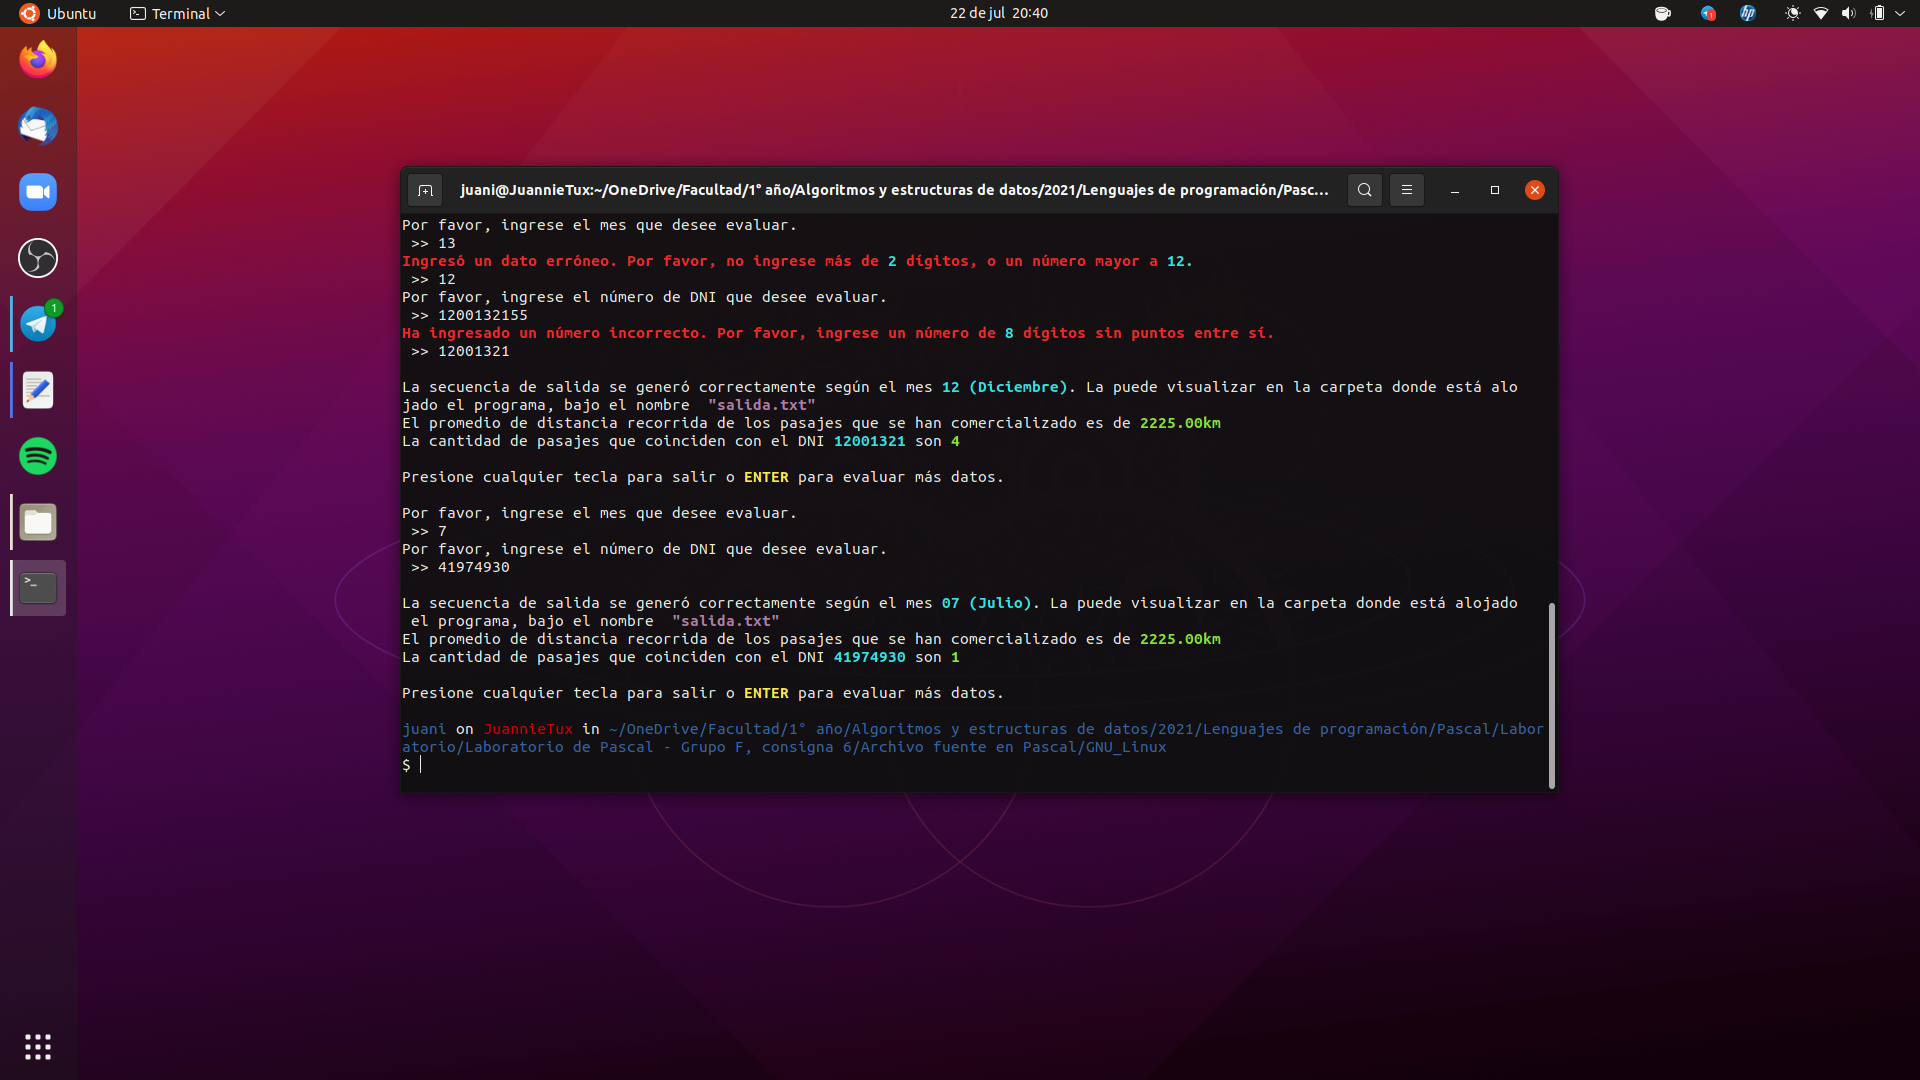 Ubuntu
Terminal
22 de jul 20:40
1
hp
1
juani@JuannieTux:~/OneDrive/Facultad/1° año/Algoritmos y estructuras de datos/2021/Lenguajes de programación/Pasc...
Por favor, ingrese el mes que desee evaluar.
>> 13
Ingresó un dato erróneo. Por favor, no ingrese más de 2 dígitos, o un número mayor a 12.
>> 12
Por favor, ingrese el número de DNI que desee evaluar.
>> 1200132155
Ha ingresado un número incorrecto. Por favor, ingrese un número de 8 dígitos sin puntos entre sí.
>> 12001321
La secuencia de salida se generó correctamente según el mes 12 (Diciembre). La puede visualizar en la carpeta donde está alo
jado el programa, bajo el nombre  "salida.txt"
El promedio de distancia recorrida de los pasajes que se han comercializado es de 2225.00km
La cantidad de pasajes que coinciden con el DNI 12001321 son 4
Presione cualquier tecla para salir o ENTER para evaluar más datos.
Por favor, ingrese el mes que desee evaluar.
>> 7
Por favor, ingrese el número de DNI que desee evaluar.
>> 41974930
La secuencia de salida se generó correctamente según el mes 07 (Julio). La puede visualizar en la carpeta donde está alojado
el programa, bajo el nombre  "salida.txt"
El promedio de distancia recorrida de los pasajes que se han comercializado es de 2225.00km
La cantidad de pasajes que coinciden con el DNI 41974930 son 1
Presione cualquier tecla para salir o ENTER para evaluar más datos.
juani on JuannieTux in ~/OneDrive/Facultad/1° año/Algoritmos y estructuras de datos/2021/Lenguajes de programación/Pascal/Labor
atorio/Laboratorio de Pascal - Grupo F, consigna 6/Archivo fuente en Pascal/GNU_Linux
$